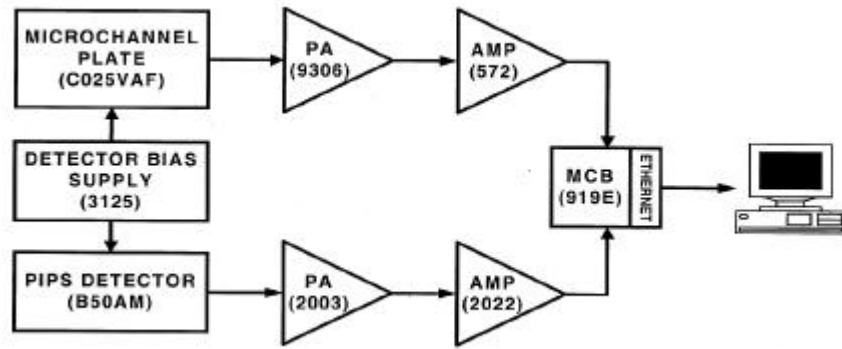 MICROCHANNEL
PLATE
(C025VAF)
PA
(9306)
AMP
(572)
DETECTOR BIAS
SUPPLY
(3125)
MCB
(919E)
ETHERNET
PIPS DETECTOR
(B50AM)
PA
(2003)
AMP
(2022)